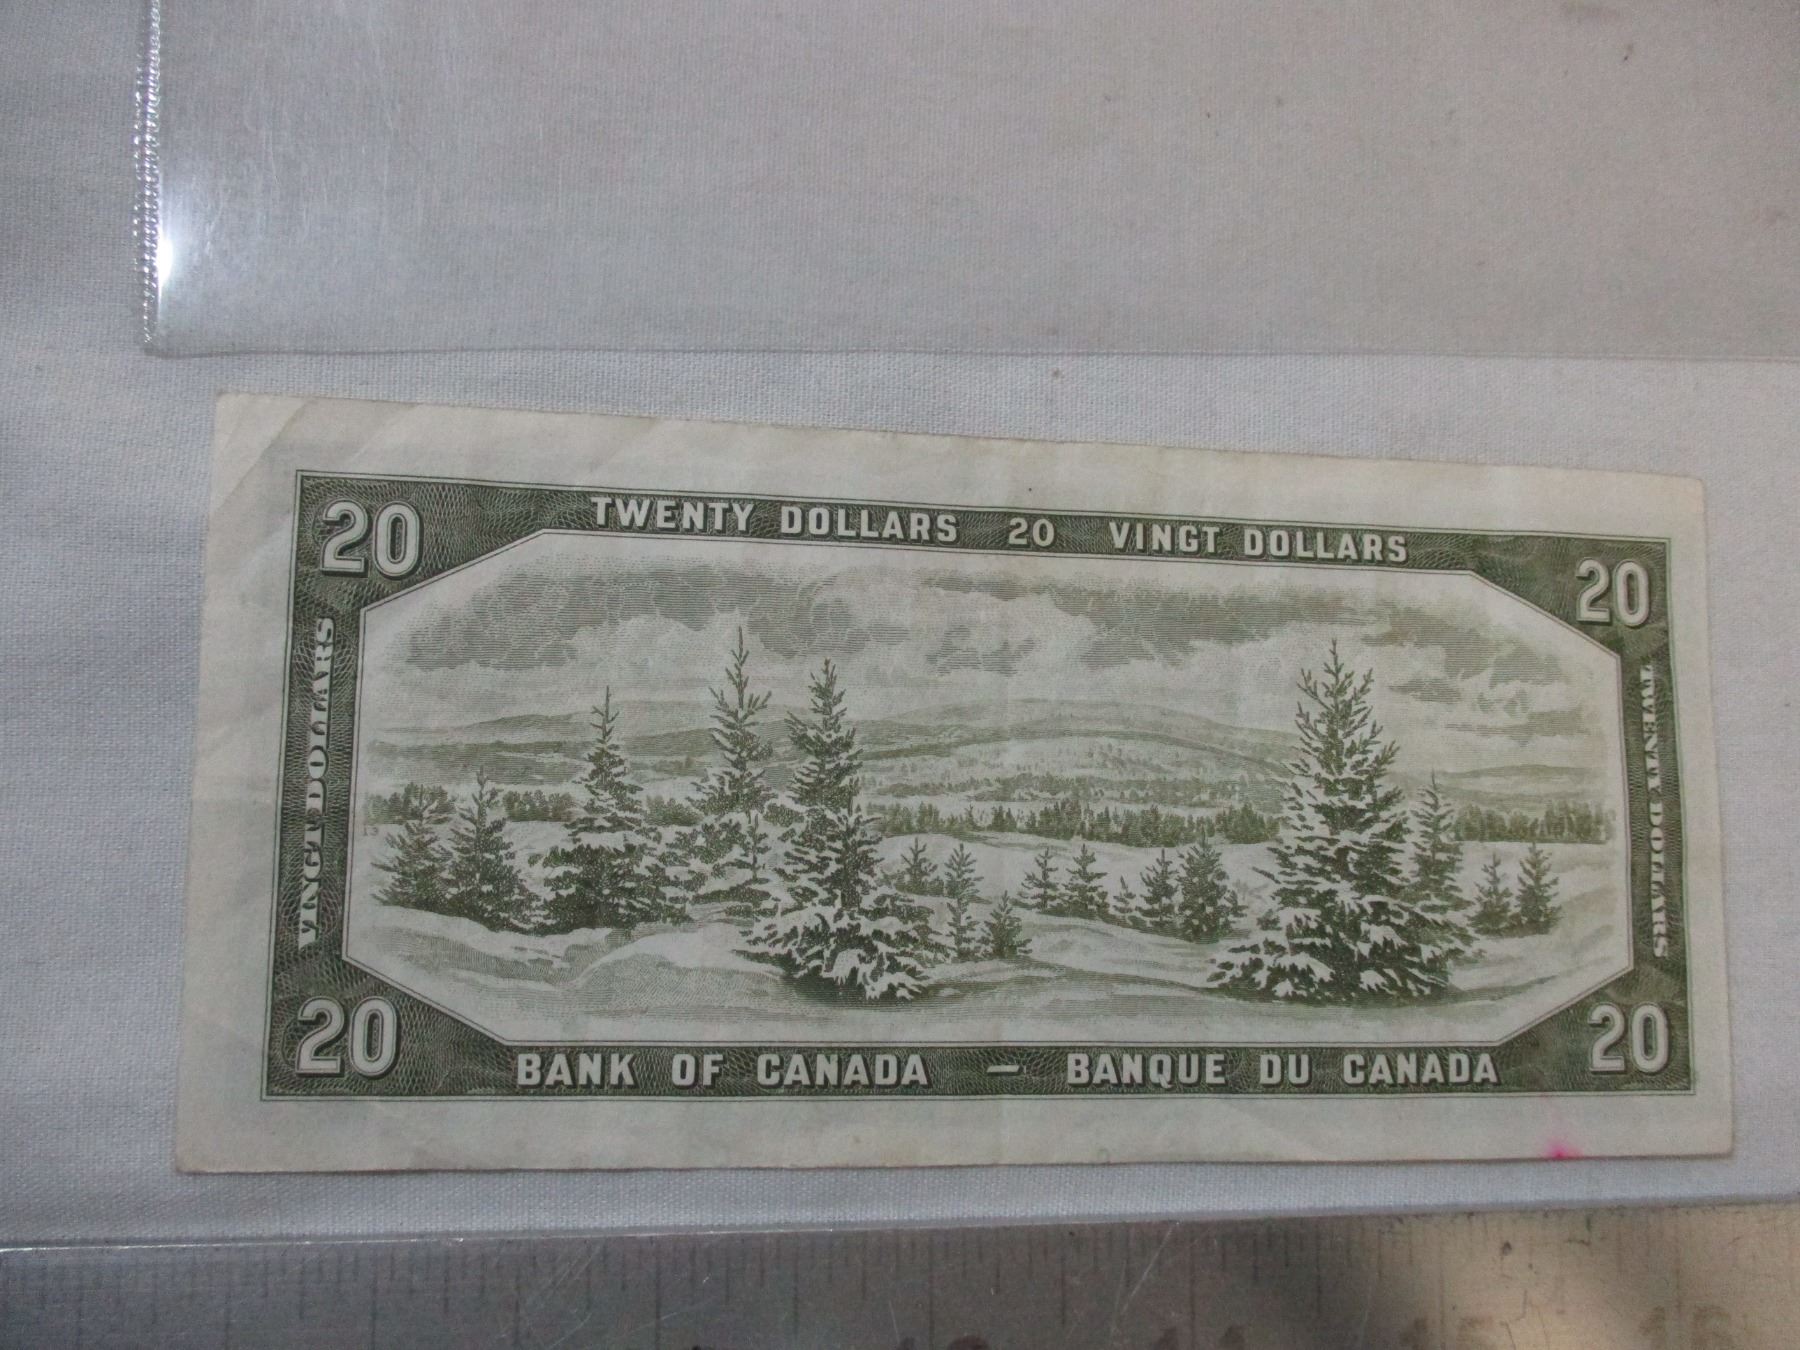 20 TWENTY DOLLARS 20 VINGT DOLLARS 20
VINGT DOLLARS
TWENTY DOLLARS
13
20 BANK OF CANADA — BANQUE DU CANADA 20